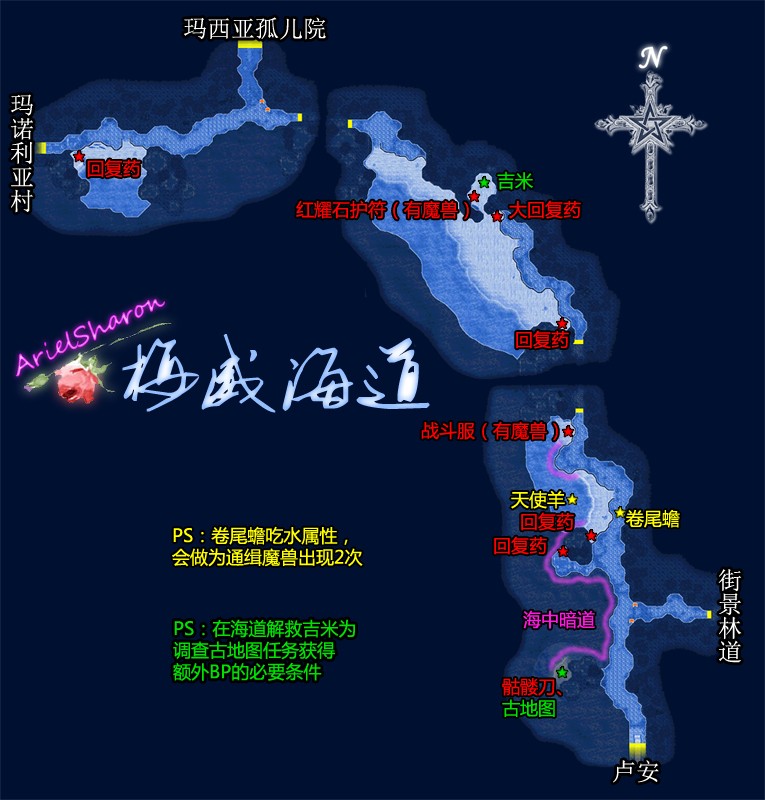 玛西亚孤儿院
N
玛诺利亚村
回复药
吉米
红耀石护符（有魔兽）
大回复药
回复药
ArielSharon
梅威海道
战斗服（有魔兽）
天使羊
卷尾蟾
回复药
回复药
PS：卷尾蟾吃水属性，
会做为通缉魔兽出现2次
街景林道
海中暗道
PS：在海道解救吉米为
调查古地图任务获得
额外BP的必要条件
骷髅刀、
古地图
卢安